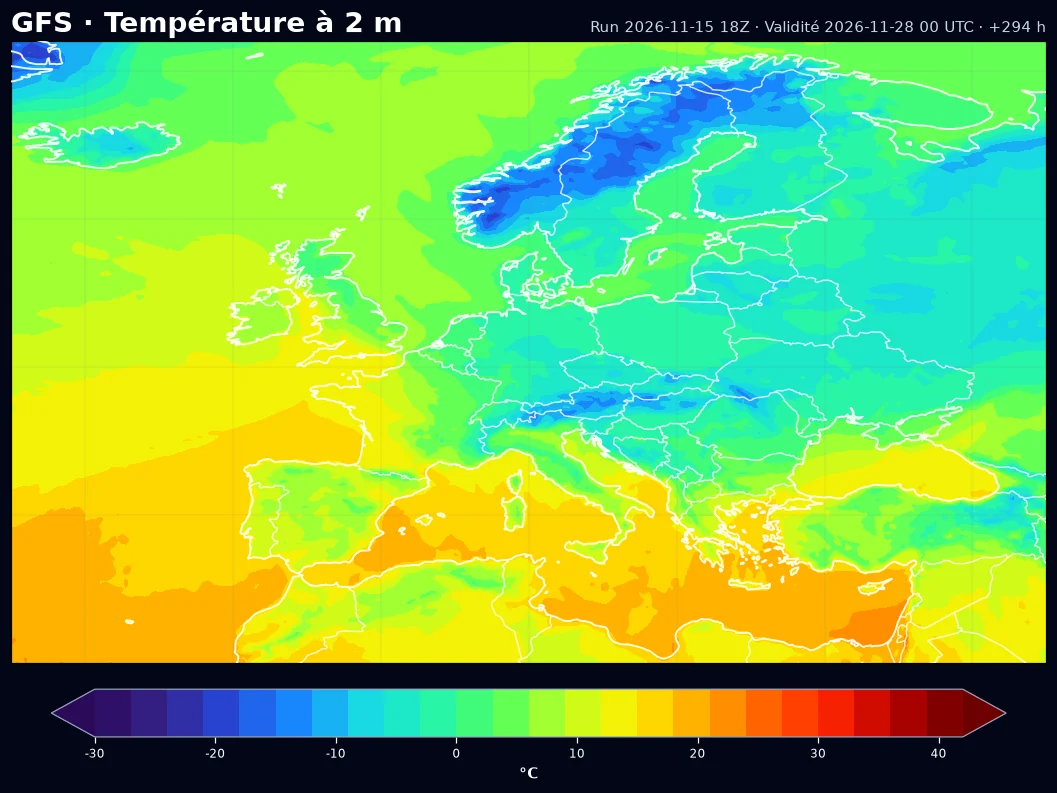 GFS · Température à 2 m
Run 2026-11-15 18Z · Validité 2026-11-28 00 UTC · +294 h
-30 -20 -10 0 10 20 30 40
°C